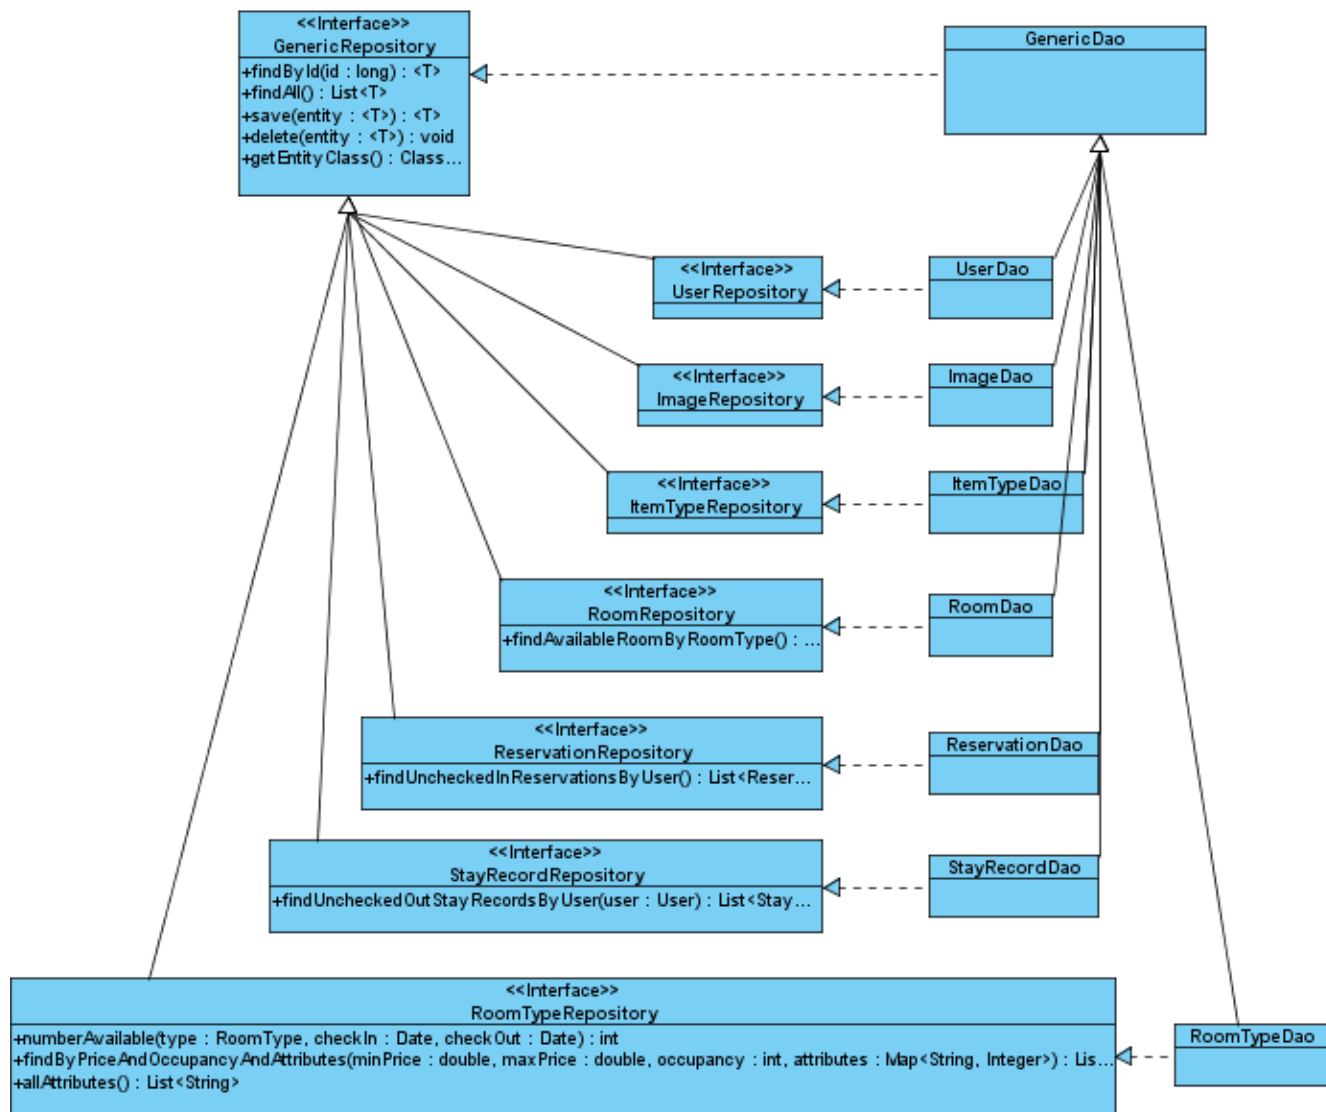 <<Interface>>
GenericRepository
+findById(id : long) : <T>
+findAll() : List<T>
+save(entity : <T>) : <T>
+delete(entity : <T>) : void
+getEntityClass() : Class...
GenericDao
<<Interface>>
UserRepository
UserDao
<<Interface>>
ImageRepository
ImageDao
<<Interface>>
ItemTypeRepository
ItemTypeDao
<<Interface>>
RoomRepository
+findAvailableRoomByRoomType() : ...
RoomDao
<<Interface>>
ReservationRepository
+findUncheckedInReservationsByUser() : List<Reser...
ReservationDao
<<Interface>>
StayRecordRepository
+findUncheckedOutStayRecordsByUser(user : User) : List<Stay...
StayRecordDao
<<Interface>>
RoomTypeRepository
+numberAvailable(type : RoomType, checkIn : Date, checkOut : Date) : int
+findByPriceAndOccupancyAndAttributes(minPrice : double, maxPrice : double, occupancy : int, attributes : Map<String, Integer>) : Lis...
+allAttributes() : List<String>
RoomTypeDao